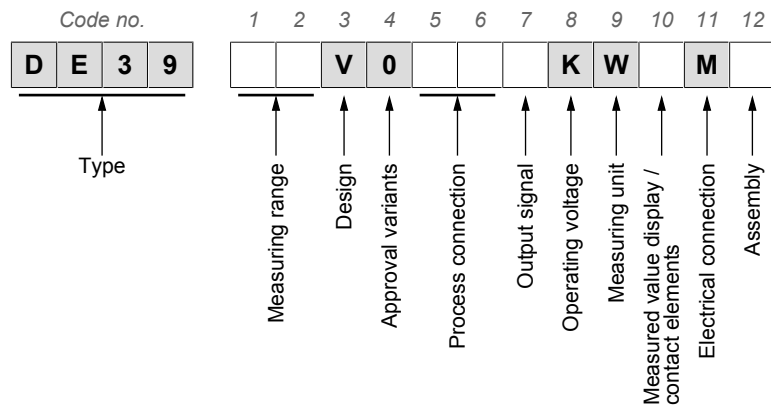 Code no. 1 2 3 4 5 6 7 8 9 10 11 12
D E 3 9 V 0 K W M
Type
Measuring range
Design
Approval variants
Process connection
Output signal
Operating voltage
Measuring unit
Measured value display /
contact elements
Electrical connection
Assembly